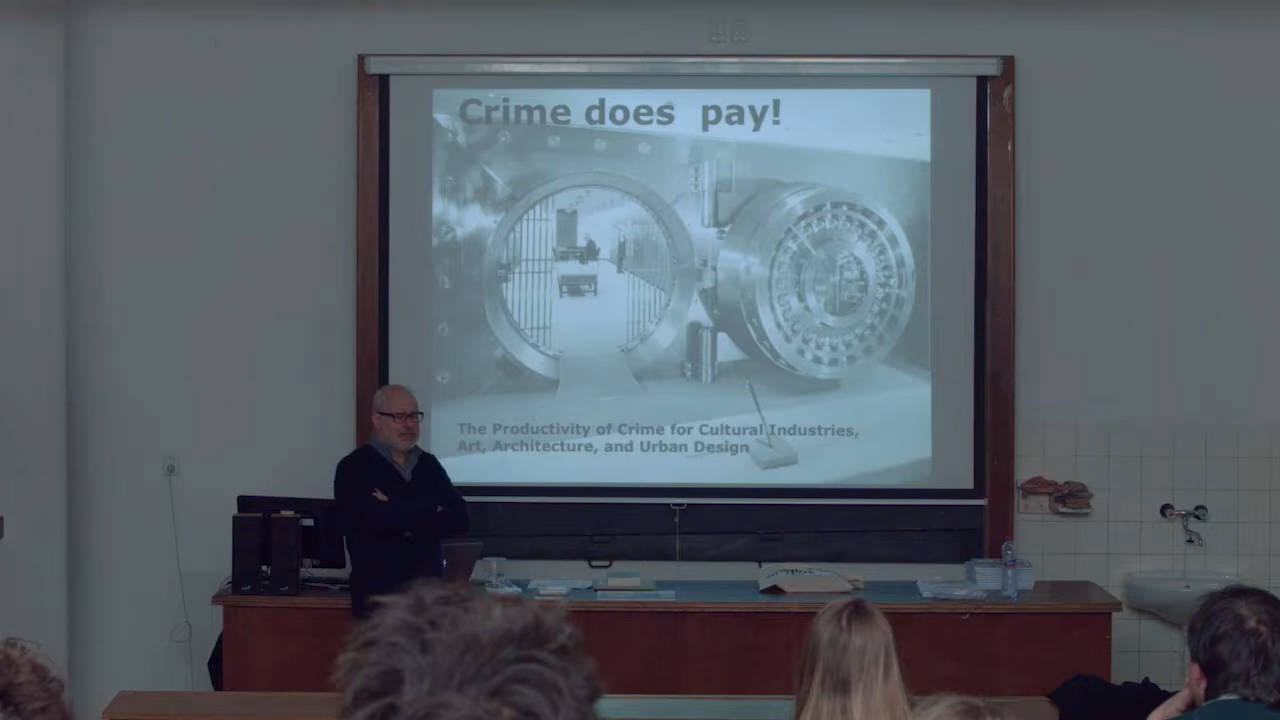 Crime does pay!
The Productivity of Crime for Cultural Industries,
Art, Architecture, and Urban Design